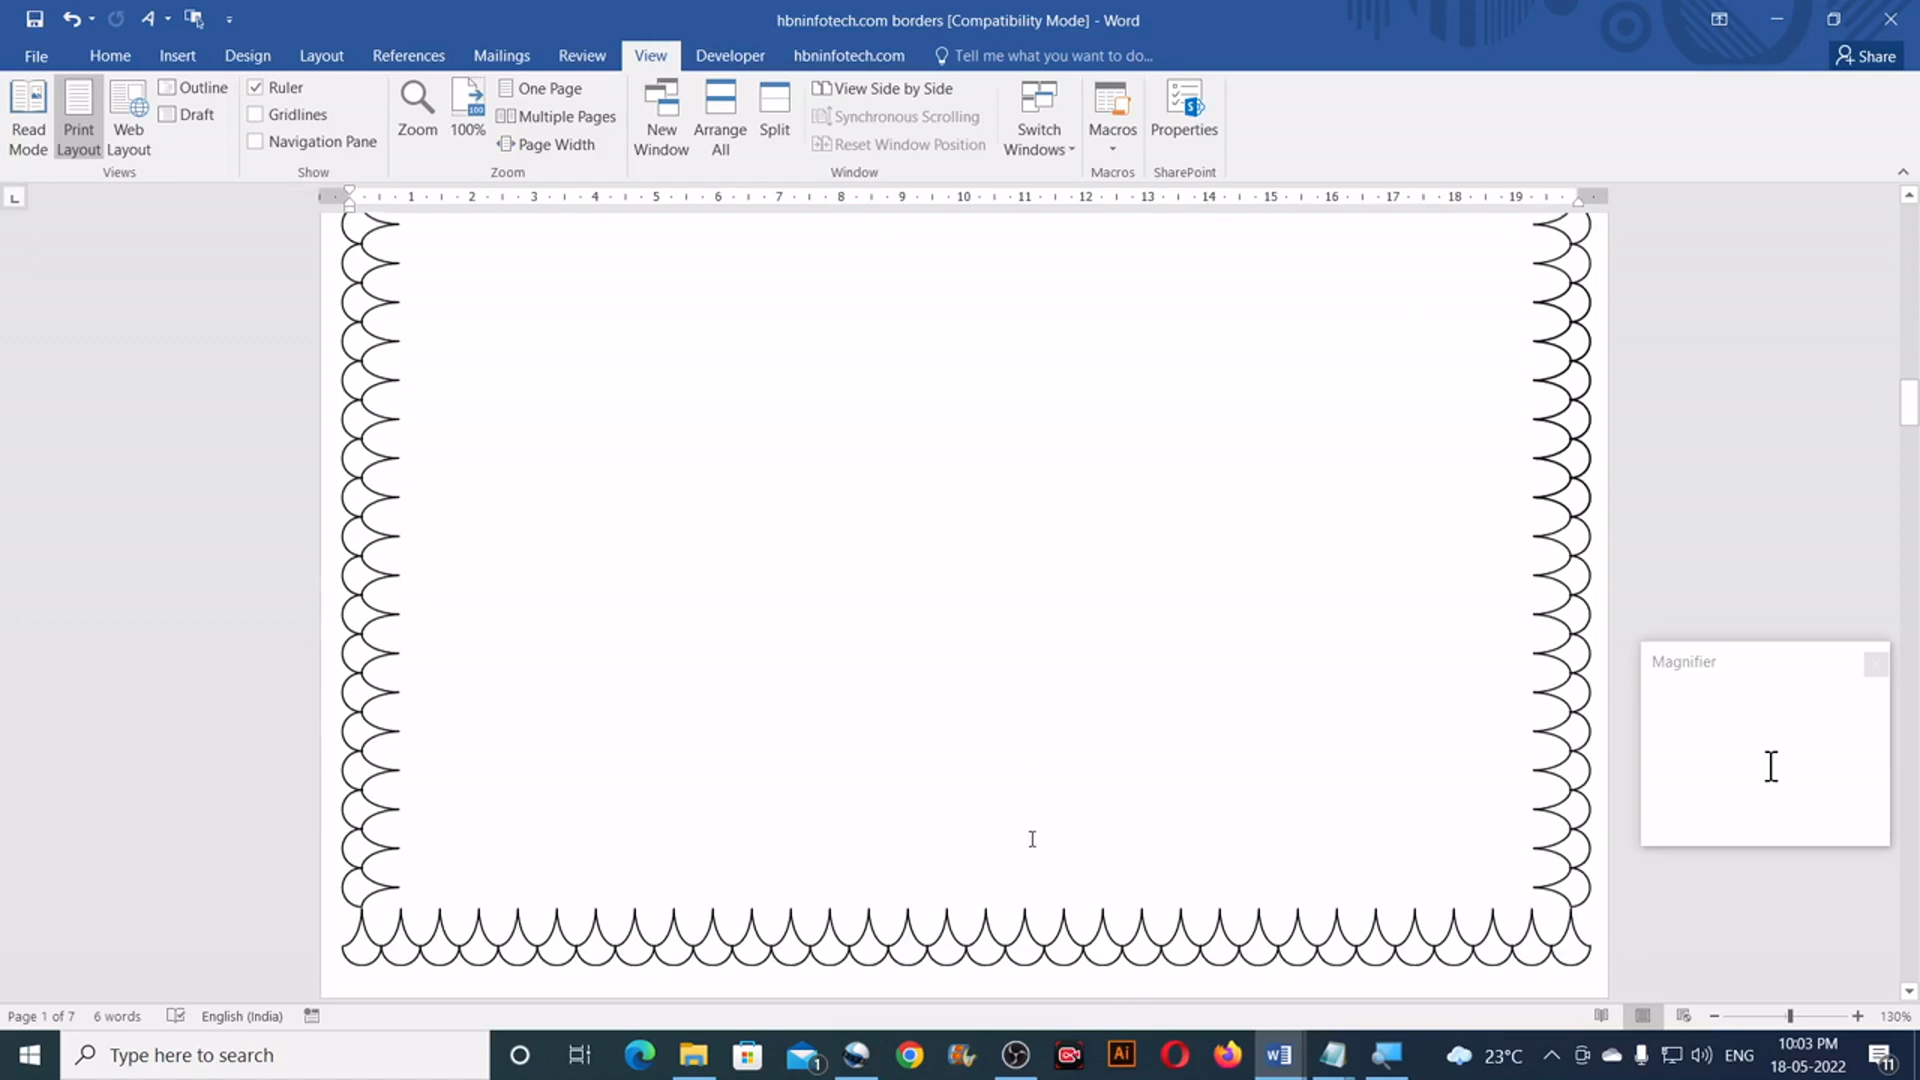 hbninfotech.com borders [Compatibility Mode] - Word
File Home Insert Design Layout References Mailings Review View Developer hbninfotech.com Tell me what you want to do... Share
Read Mode
Print Layout
Web Layout
Outline
Draft
Views
Ruler
Gridlines
Navigation Pane
Show
Zoom
100
100%
One Page
Multiple Pages
Page Width
Zoom
New Window
Arrange All
Split
View Side by Side
Synchronous Scrolling
Reset Window Position
Switch Windows
Window
Macros
Macros
Properties
SharePoint
L
1 2 3 4 5 6 7 8 9 10 11 12 13 14 15 16 17 18 19
Magnifier
Page 1 of 7 6 words English (India) 130%
Type here to search
1
Ai
23°C
ENG
10:03 PM
18-05-2022
11